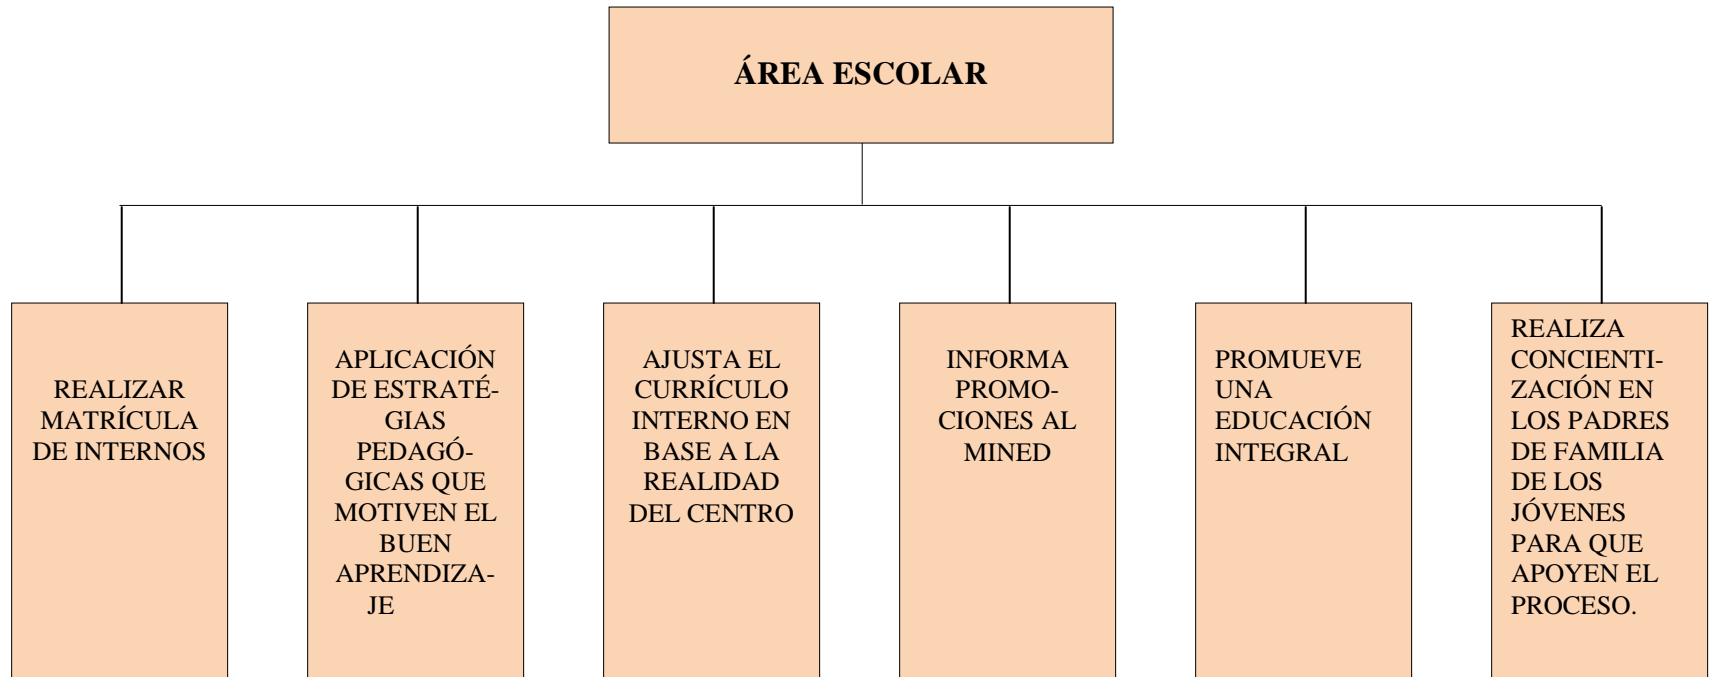 ÁREA ESCOLAR
REALIZAR
MATRÍCULA
DE INTERNOS
APLICACIÓN
DE ESTRATÉ-
GIAS
PEDAGÓ-
GICAS QUE
MOTIVEN EL
BUEN
APRENDIZA-
JE
AJUSTA EL
CURRÍCULO
INTERNO EN
BASE A LA
REALIDAD
DEL CENTRO
INFORMA
PROMO-
CIONES AL
MINED
PROMUEVE
UNA
EDUCACIÓN
INTEGRAL
REALIZA
CONCIENTI-
ZACIÓN EN
LOS PADRES
DE FAMILIA
DE LOS
JÓVENES
PARA QUE
APOYEN EL
PROCESO.